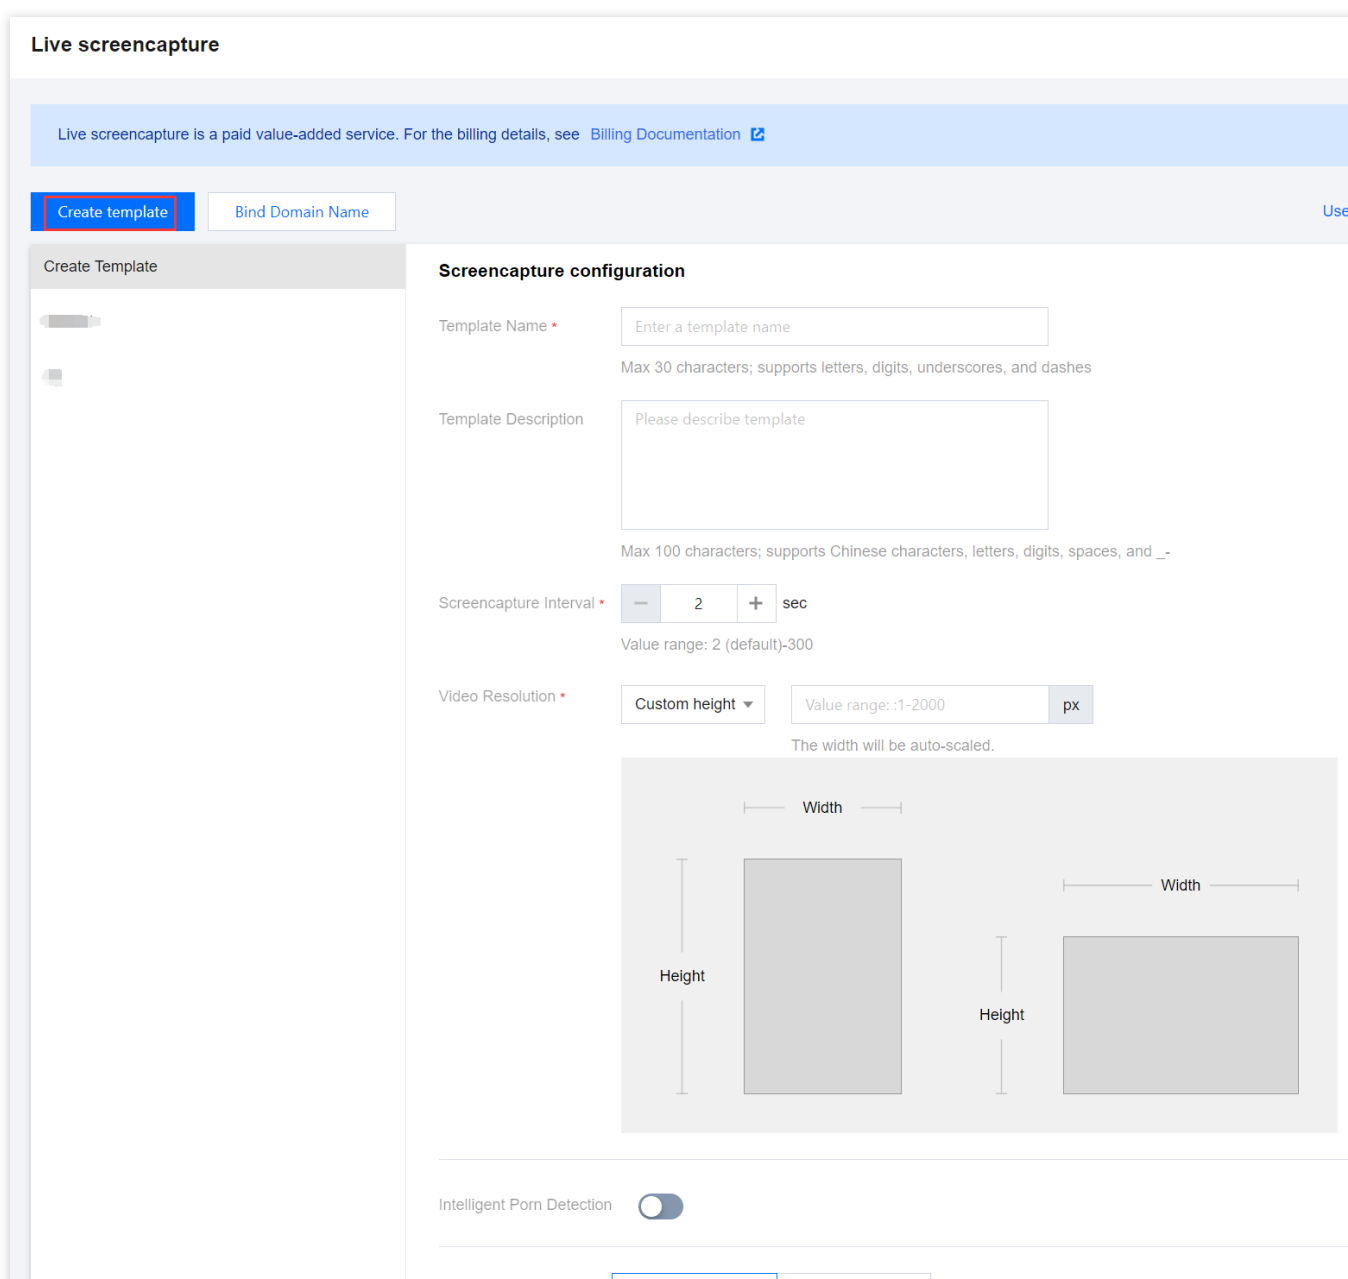 Live screencapture
Live screencapture is a paid value-added service. For the billing details, see Billing Documentation
Create template
Bind Domain Name
Use
Create Template
Screencapture configuration
Template Name *
Enter a template name
Max 30 characters; supports letters, digits, underscores, and dashes
Template Description
Please describe template
Max 100 characters; supports Chinese characters, letters, digits, spaces, and _-
Screencapture Interval *
2
sec
Value range: 2 (default)-300
Video Resolution *
Custom height
Value range: :1-2000
px
The width will be auto-scaled.
Width
Width
Height
Height
Intelligent Porn Detection